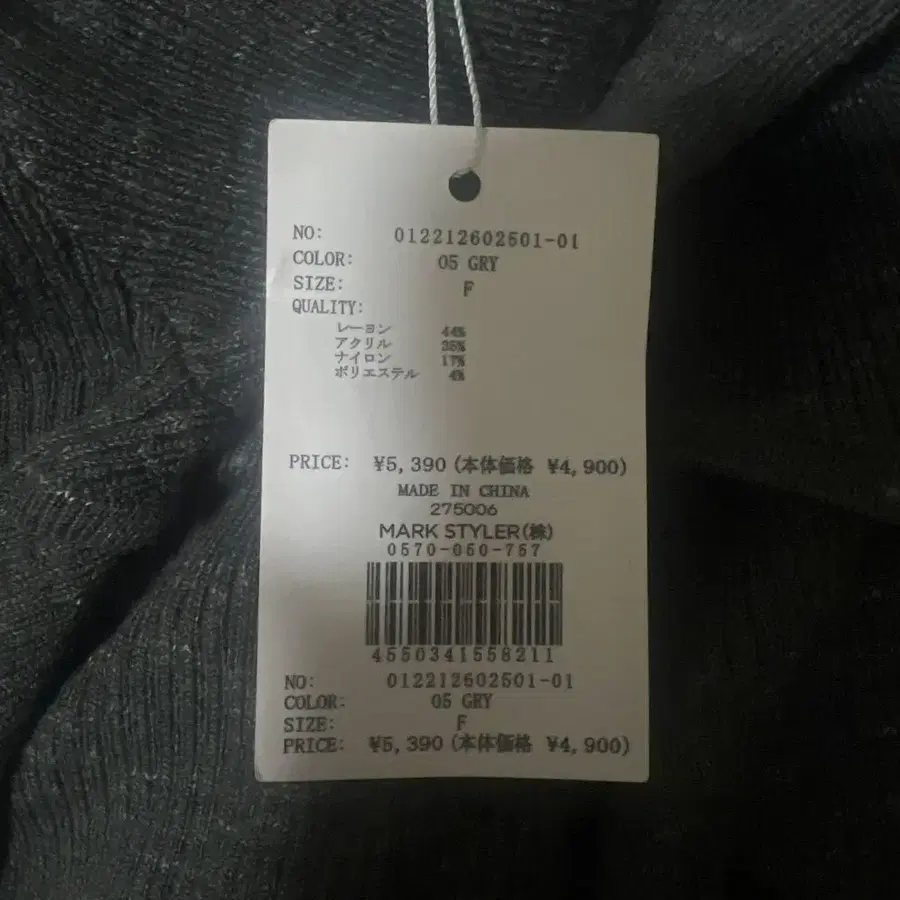 NO: 012212602501-01
COLOR: 05 GRY
SIZE: F
QUALITY:
レーヨン 44%
アクリル 35%
ナイロン 17%
ポリエステル 4%
PRICE: ¥5,390(本体価格 ¥4,900)
MADE IN CHINA
275006
MARK STYLER(株)
0570-050-757
4550341558211
NO: 012212602501-01
COLOR: 05 GRY
SIZE: F
PRICE: ¥5,390(本体価格 ¥4,900)